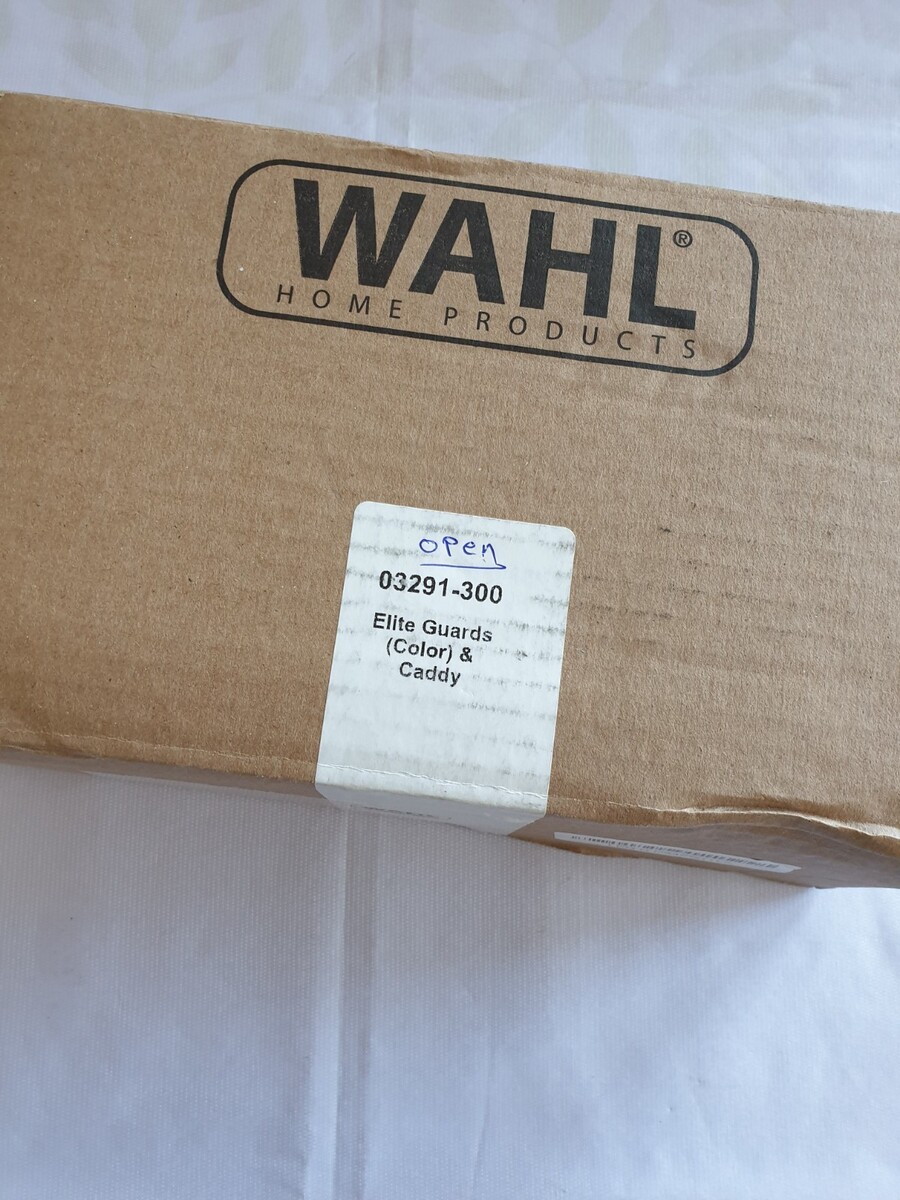 WAHL®
HOME PRODUCTS
open
03291-300
Elite Guards
(Color) &
Caddy